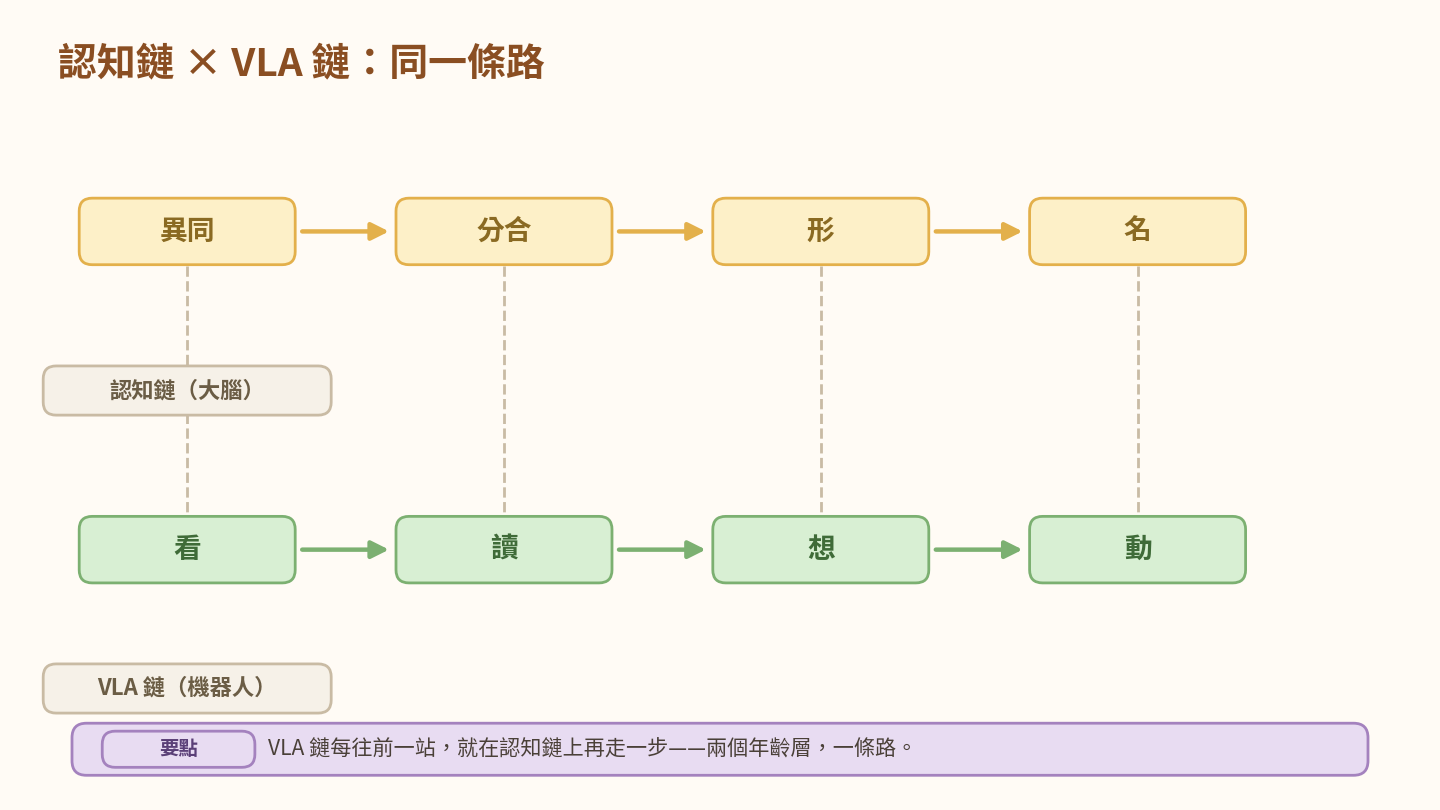 認知鏈 × VLA 鏈：同一條路
異同
分合
形
名
認知鏈（大腦）
看
讀
想
動
VLA 鏈（機器人）
要點
VLA 鏈每往前一站，就在認知鏈上再走一步——兩個年齡層，一條路。